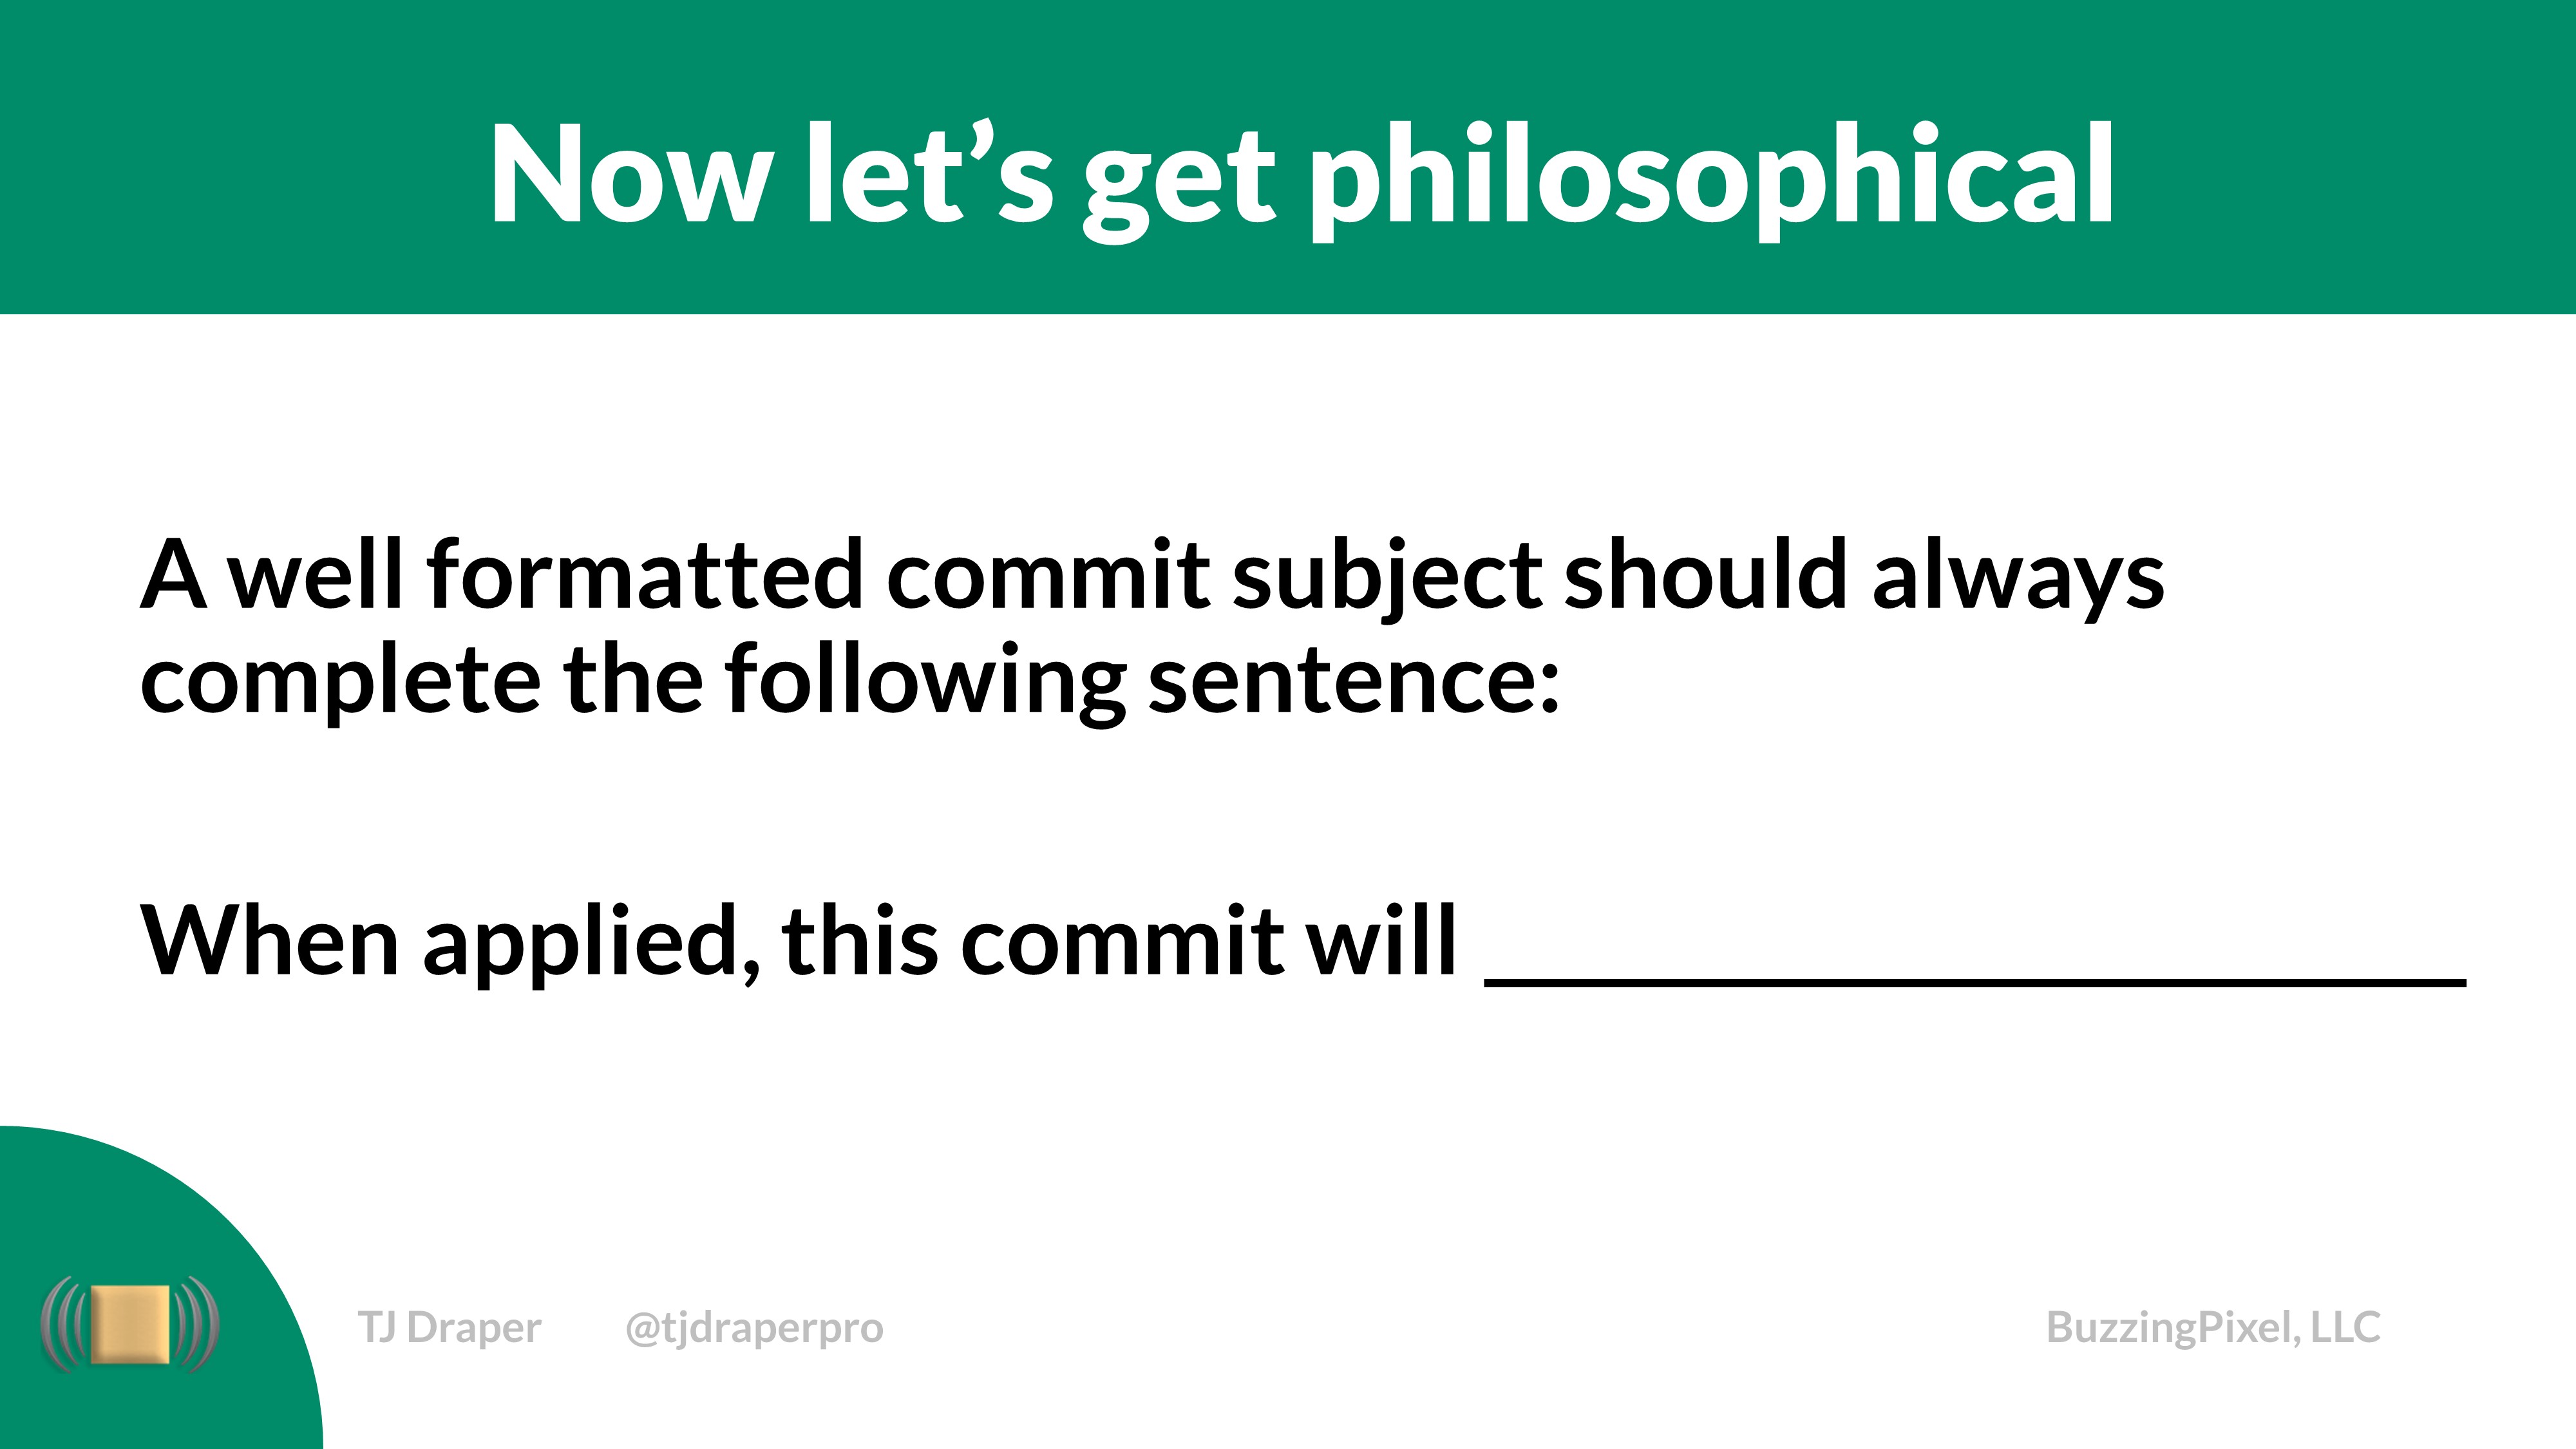 Now let’s get philosophical
A well formatted commit subject should always
complete the following sentence:
When applied, this commit will ____________________
TJ Draper @tjdraperpro BuzzingPixel, LLC